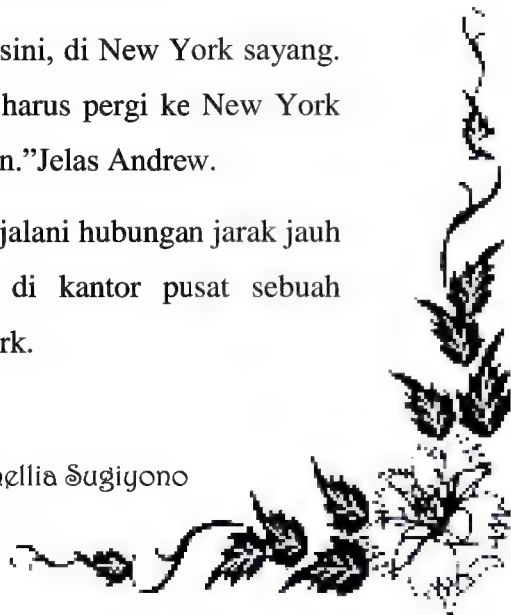 sini, di New York sayang.
harus pergi ke New York
n.”Jelas Andrew.
jalani hubungan jarak jauh
di kantor pusat sebuah
rk.
ellia Sugiyono